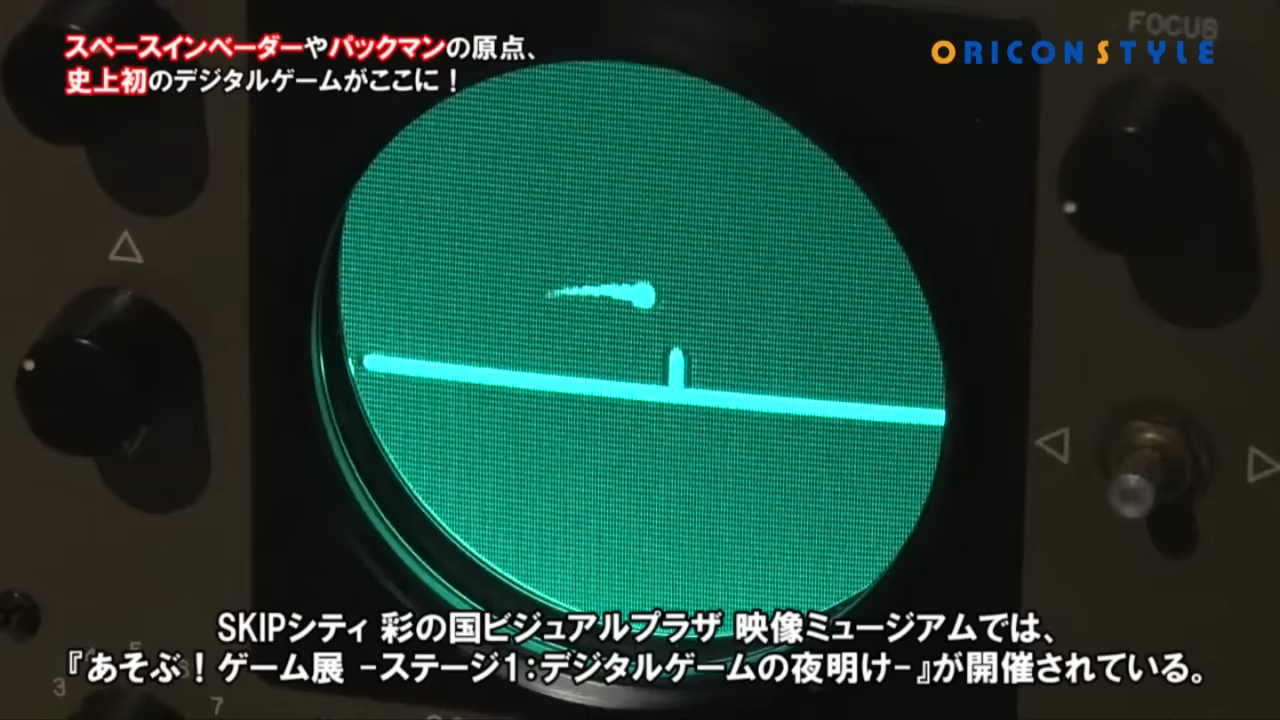 スペースインベーダーやパックマンの原点、
史上初のデジタルゲームがここに！
ORICON STYLE
FOCUS
SKIPシティ 彩の国ビジュアルプラザ 映像ミュージアムでは、
『あそぶ！ゲーム展 −ステージ1：デジタルゲームの夜明け−』が開催されている。
3
7